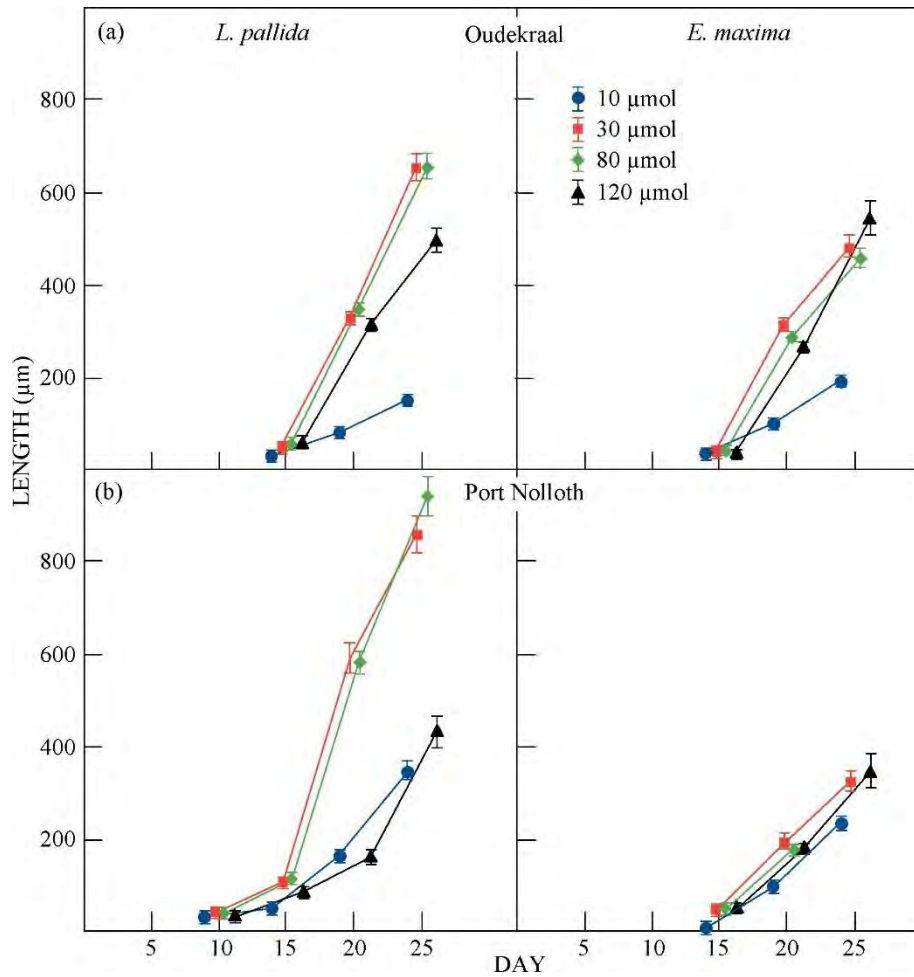 (a) L. pallida Oudekraal E. maxima
10 µmol
30 µmol
80 µmol
120 µmol
800
600
400
200
LENGTH (µm)
(b) Port Nolloth
800
600
400
200
5 10 15 20 25 5 10 15 20 25
DAY